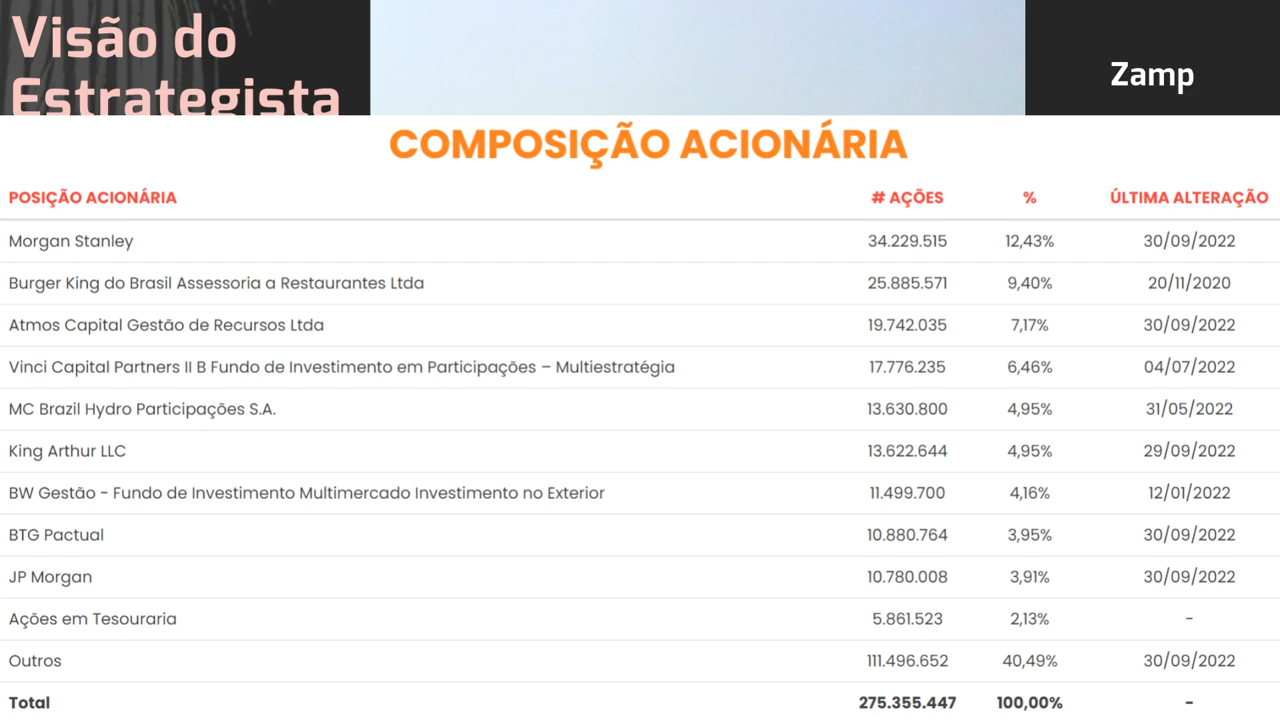 Visão do
Estrategista
Zamp
COMPOSIÇÃO ACIONÁRIA
POSIÇÃO ACIONÁRIA # AÇÕES % ÚLTIMA ALTERAÇÃO
Morgan Stanley 34.229.515 12,43% 30/09/2022
Burger King do Brasil Assessoria a Restaurantes Ltda 25.885.571 9,40% 20/11/2020
Atmos Capital Gestão de Recursos Ltda 19.742.035 7,17% 30/09/2022
Vinci Capital Partners II B Fundo de Investimento em Participações – Multiestratégia 17.776.235 6,46% 04/07/2022
MC Brazil Hydro Participações S.A. 13.630.800 4,95% 31/05/2022
King Arthur LLC 13.622.644 4,95% 29/09/2022
BW Gestão - Fundo de Investimento Multimercado Investimento no Exterior 11.499.700 4,16% 12/01/2022
BTG Pactual 10.880.764 3,95% 30/09/2022
JP Morgan 10.780.008 3,91% 30/09/2022
Ações em Tesouraria 5.861.523 2,13% -
Outros 111.496.652 40,49% 30/09/2022
Total 275.355.447 100,00% -